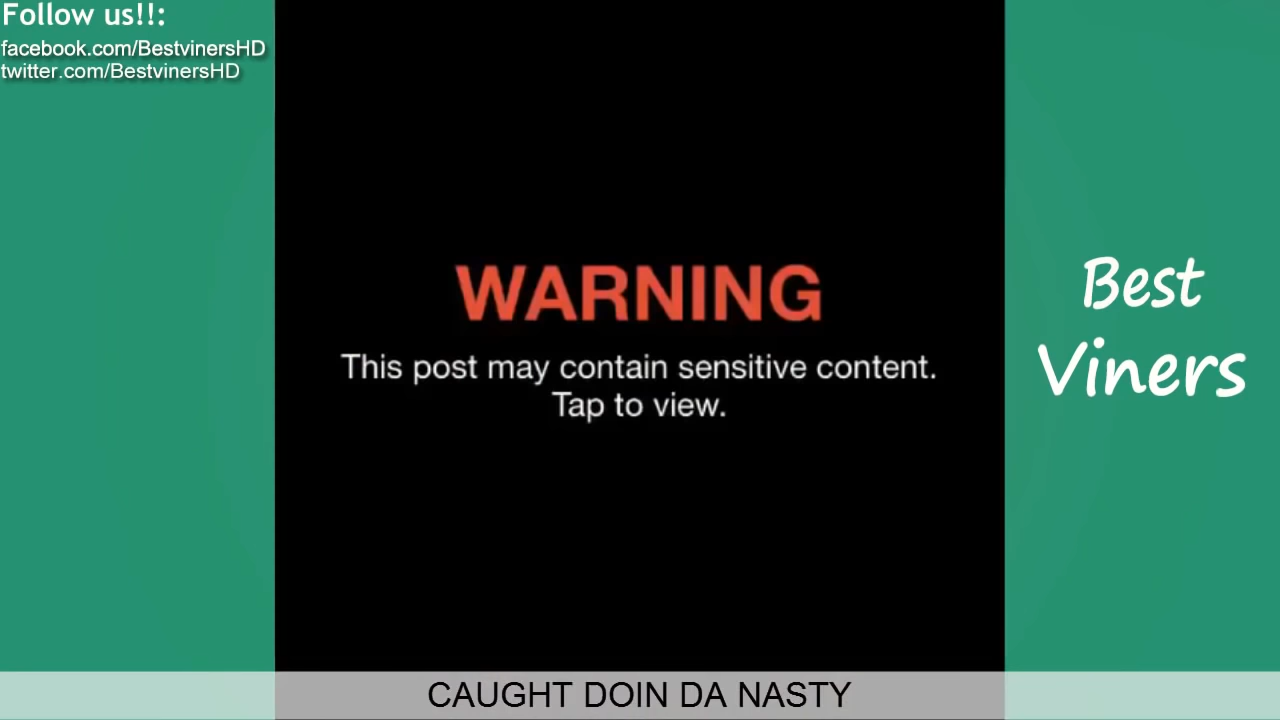 Follow us!!:
facebook.com/BestvinersHD
twitter.com/BestvinersHD
WARNING
This post may contain sensitive content.
Tap to view.
Best
Viners
CAUGHT DOIN DA NASTY